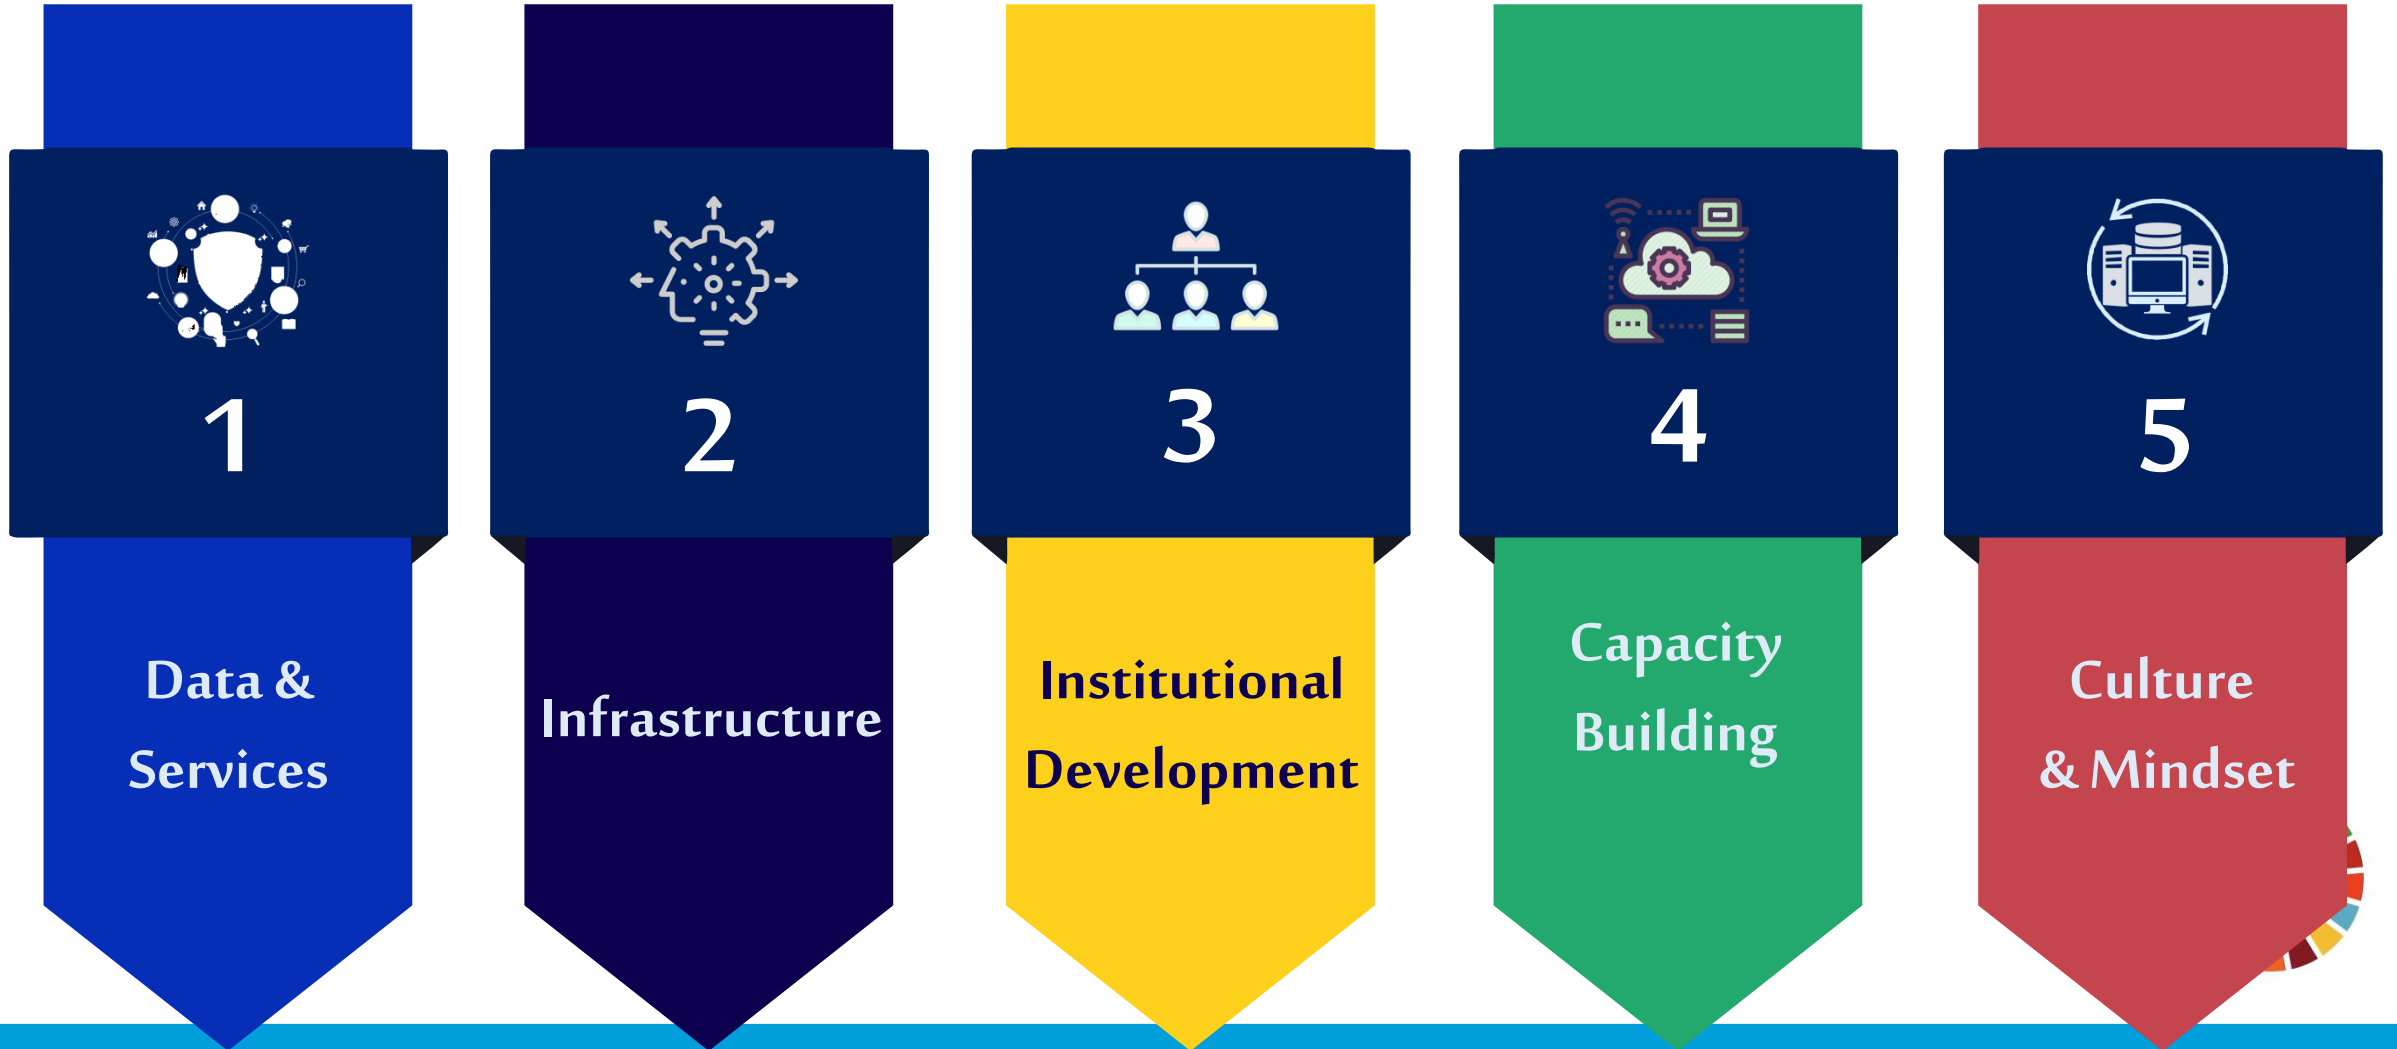 1
Data &
Services
2
Infrastructure
3
Institutional
Development
4
Capacity
Building
5
Culture
& Mindset